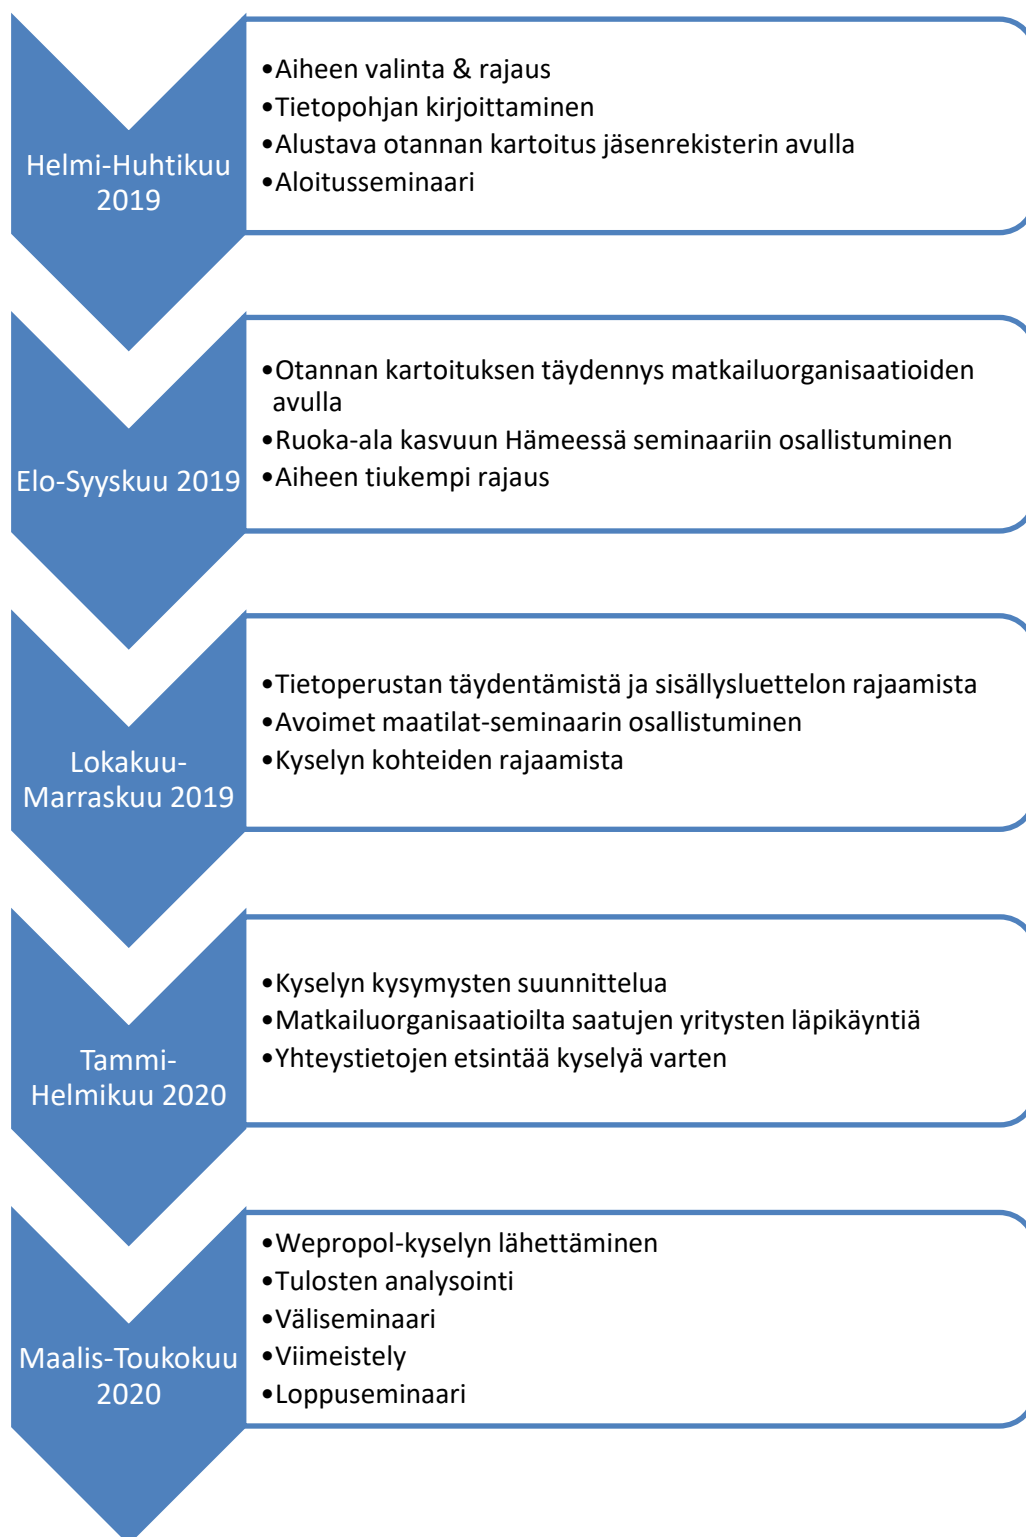 Helmi-Huhtikuu
2019
•Aiheen valinta & rajaus
•Tietopohjan kirjoittaminen
•Alustava otannan kartoitus jäsenrekisterin avulla
•Aloitusseminaari
Elo-Syyskuu 2019
•Otannan kartoituksen täydennys matkailuorganisaatioiden
avulla
•Ruoka-ala kasvuun Hämeessä seminaariin osallistuminen
•Aiheen tiukempi rajaus
Lokakuu-
Marraskuu 2019
•Tietoperustan täydentämistä ja sisällysluettelon rajaamista
•Avoimet maatilat-seminaarin osallistuminen
•Kyselyn kohteiden rajaamista
Tammi-
Helmikuu 2020
•Kyselyn kysymysten suunnittelua
•Matkailuorganisaatioilta saatujen yritysten läpikäyntiä
•Yhteystietojen etsintää kyselyä varten
Maalis-Toukokuu
2020
•Wepropol-kyselyn lähettäminen
•Tulosten analysointi
•Väliseminaari
•Viimeistely
•Loppuseminaari